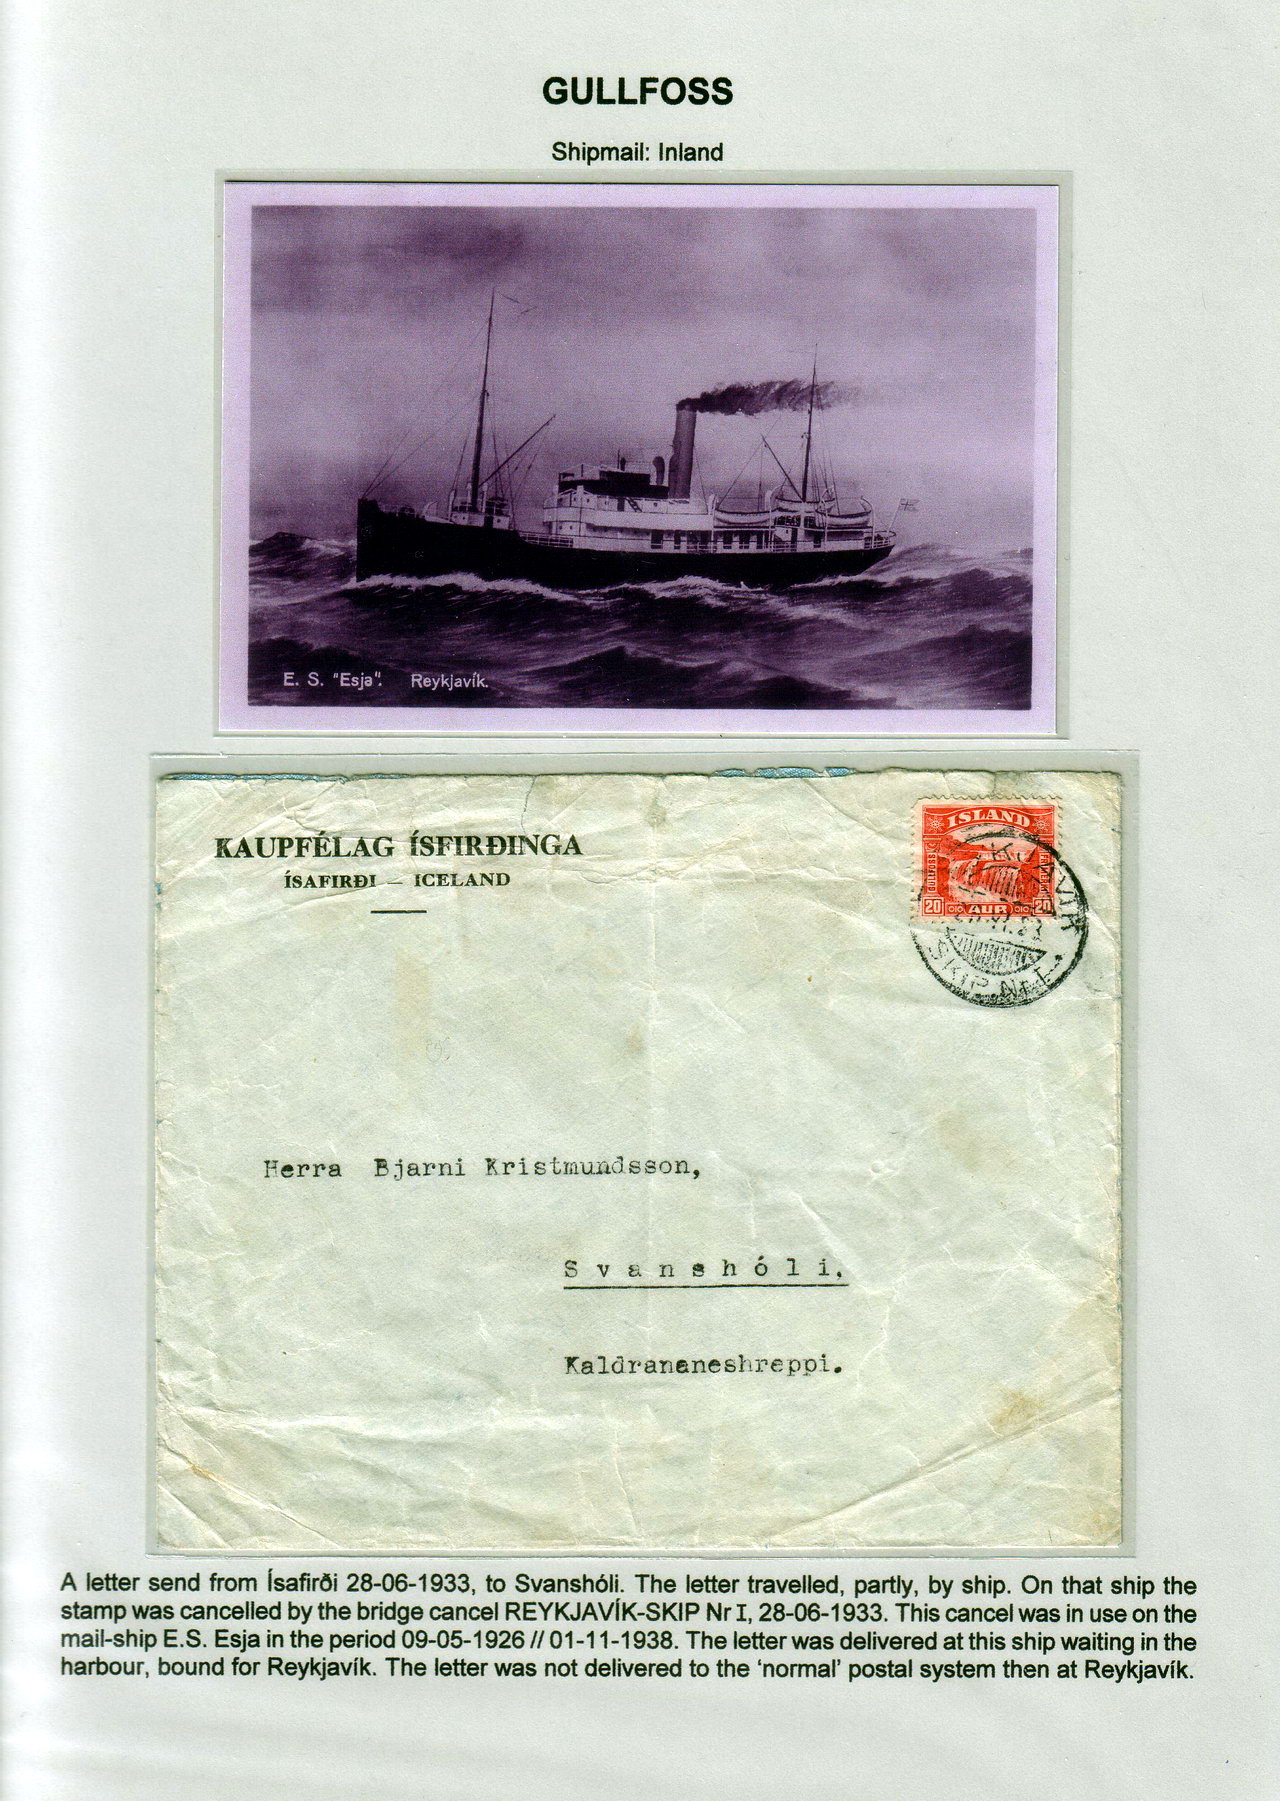 GULLFOSS
Shipmail: Inland
E. S. "Esja". Reykjavík.
KAUPFÉLAG ÍSFIRÐINGA
ÍSAFIRÐI — ICELAND
ISLAND
GULLFOSS
20 AUR 20
SKIP. Nr. I.
Herra Bjarni Kristmundsson,
Svanshóli.
Kaldrananeshreppi.
A letter send from Ísafirði 28-06-1933, to Svanshóli. The letter travelled, partly, by ship. On that ship the
stamp was cancelled by the bridge cancel REYKJAVÍK-SKIP Nr I, 28-06-1933. This cancel was in use on the
mail-ship E.S. Esja in the period 09-05-1926 // 01-11-1938. The letter was delivered at this ship waiting in the
harbour, bound for Reykjavík. The letter was not delivered to the ‘normal’ postal system then at Reykjavík.